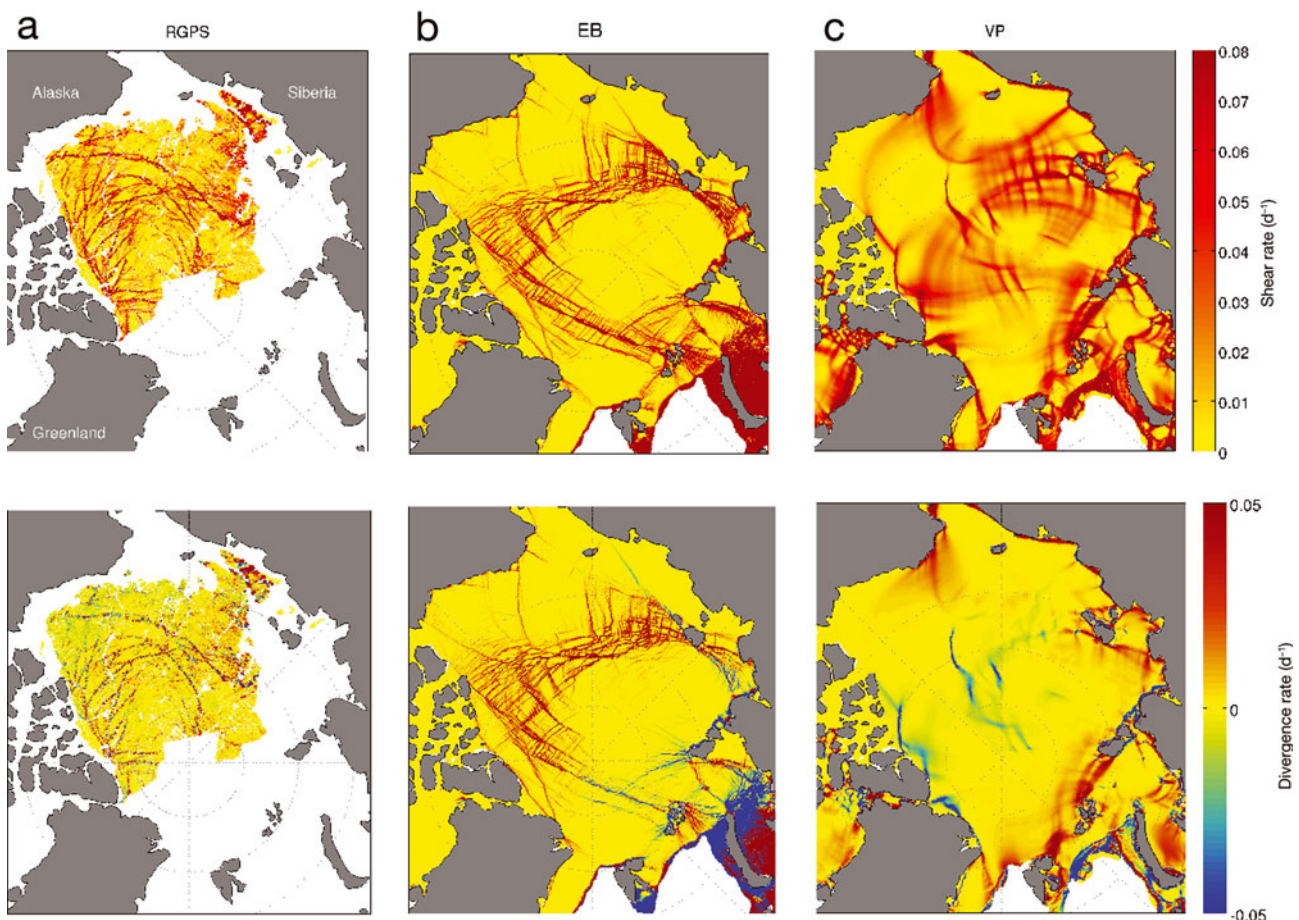 a
RGPS
b
EB
c
VP
Alaska
Siberia
Greenland
0.08
0.07
0.06
0.05
0.04
0.03
0.02
0.01
0
Shear rate (d⁻¹)
0.05
0
-0.05
Divergence rate (d⁻¹)